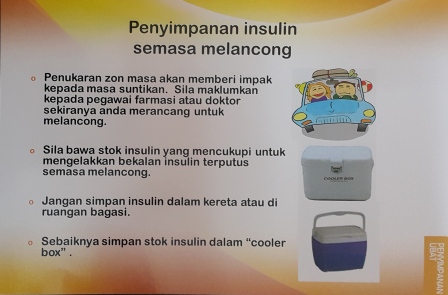 Penyimpanan insulin
semasa melancong
Penukaran zon masa akan memberi impak
kepada masa suntikan. Sila maklumkan
kepada pegawai farmasi atau doktor
sekiranya anda merancang untuk
melancong.
Sila bawa stok insulin yang mencukupi untuk
mengelakkan bekalan insulin terputus
semasa melancong.
Jangan simpan insulin dalam kereta atau di
ruangan bagasi.
Sebaiknya simpan stok insulin dalam “cooler
box” .
PENYIMPANAN
UBAT